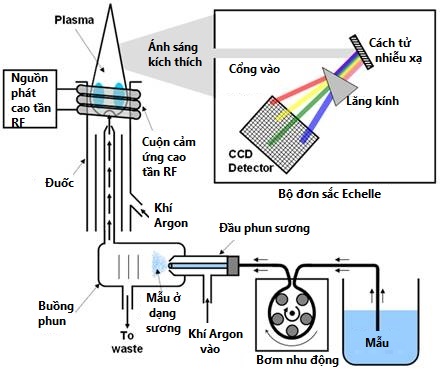 Plasma
Ánh sáng
kích thích
Cổng vào
Cách tử
nhiễu xạ
Lăng kính
CCD
Detector
Bộ đơn sắc Echelle
Nguồn
phát
cao tần
RF
Cuộn cảm
ứng cao
tần RF
Đuốc
Khí
Argon
Đầu phun sương
Buồng
phun
Mẫu ở
dạng
sương
To
waste
Khí Argon
vào
Bơm nhu động
Mẫu